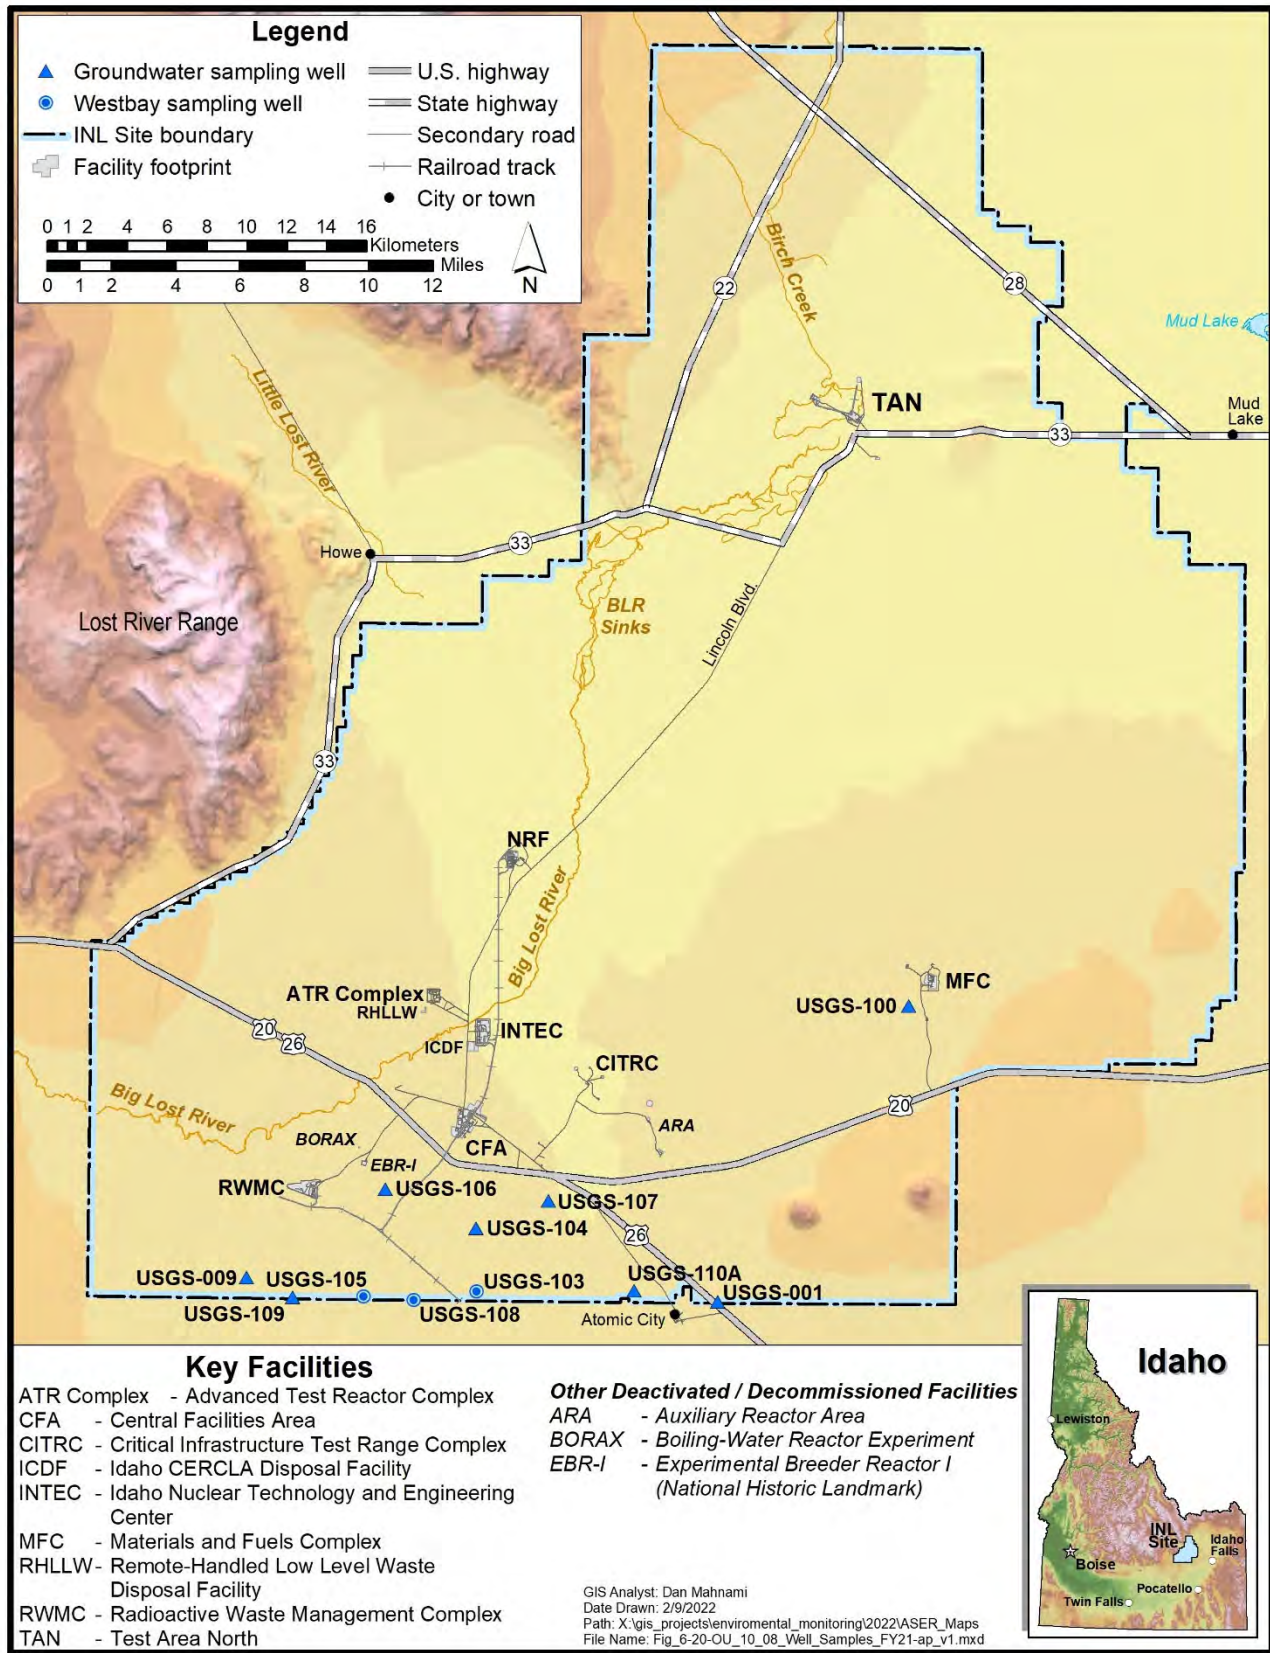 Legend
Groundwater sampling well
Westbay sampling well
INL Site boundary
Facility footprint
U.S. highway
State highway
Secondary road
Railroad track
City or town
0 1 2 4 6 8 10 12 14 16
Kilometers
Miles
0 1 2 4 6 8 10 12
N
22
28
Birch Creek
Mud Lake
TAN
Mud
Lake
33
Little Lost River
33
Howe
BLR
Sinks
Lincoln Blvd.
Lost River Range
33
NRF
Big Lost River
MFC
USGS-100
ATR Complex
RHLLW
INTEC
ICDF
20
26
CITRC
Big Lost River
20
ARA
BORAX
CFA
EBR-I
RWMC
USGS-106
USGS-107
USGS-104
26
USGS-009
USGS-105
USGS-103
USGS-110A
USGS-001
USGS-109
USGS-108
Atomic City
Key Facilities
ATR Complex - Advanced Test Reactor Complex
CFA - Central Facilities Area
CITRC - Critical Infrastructure Test Range Complex
ICDF - Idaho CERCLA Disposal Facility
INTEC - Idaho Nuclear Technology and Engineering
Center
MFC - Materials and Fuels Complex
RHLLW- Remote-Handled Low Level Waste
Disposal Facility
RWMC - Radioactive Waste Management Complex
TAN - Test Area North
Other Deactivated / Decommissioned Facilities
ARA - Auxiliary Reactor Area
BORAX - Boiling-Water Reactor Experiment
EBR-I - Experimental Breeder Reactor I
(National Historic Landmark)
GIS Analyst: Dan Mahnami
Date Drawn: 2/9/2022
Path: X:\gis_projects\enviromental_monitoring\2022\ASER_Maps
File Name: Fig_6-20-OU_10_08_Well_Samples_FY21-ap_v1.mxd
Idaho
Lewiston
INL
Site
Idaho
Falls
Boise
Pocatello
Twin Falls